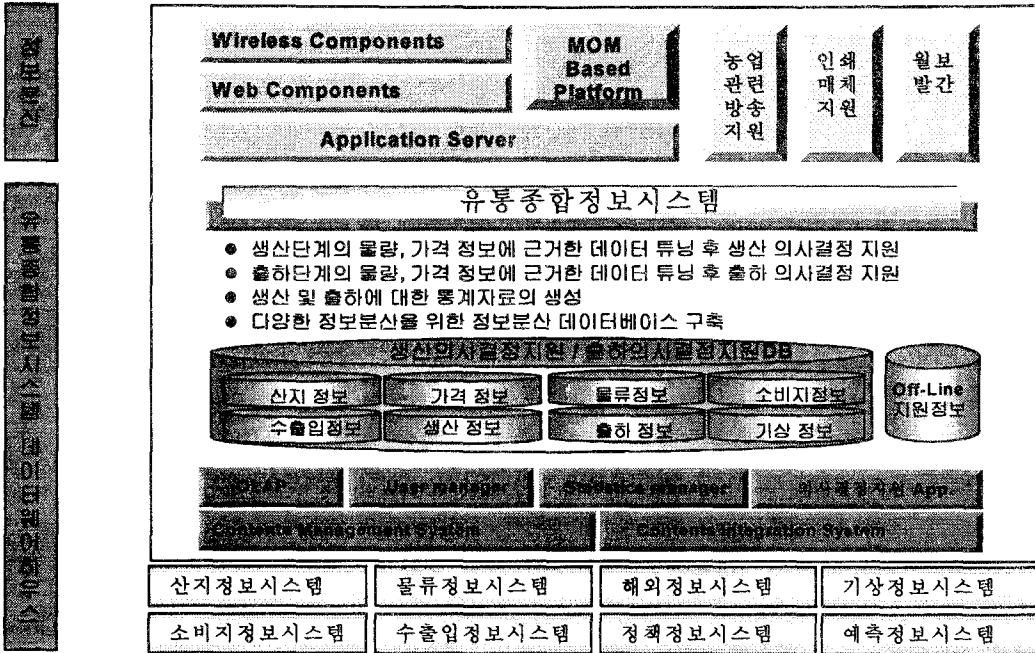 정보분산
Wireless Components
Web Components
MOM
Based
Platform
Application Server
농업
관련
방송
지원
인쇄
매체
지원
월보
발간
유통종합정보시스템 데이터웨어하우스
유통종합정보시스템
생산단계의 물량, 가격 정보에 근거한 데이터 튜닝 후 생산 의사결정 지원
출하단계의 물량, 가격 정보에 근거한 데이터 튜닝 후 출하 의사결정 지원
생산 및 출하에 대한 통계자료의 생성
다양한 정보분산을 위한 정보분산 데이터베이스 구축
생산의사결정지원 / 출하의사결정지원DB
산지 정보
가격 정보
물류정보
소비지정보
수출입정보
생산 정보
출하 정보
기상 정보
Off-Line
지원정보
OLAP
User manager
Statistics manager
의사결정지원 App.
Contents Management System
Contents Integration System
산지정보시스템
물류정보시스템
해외정보시스템
기상정보시스템
소비지정보시스템
수출입정보시스템
정책정보시스템
예측정보시스템